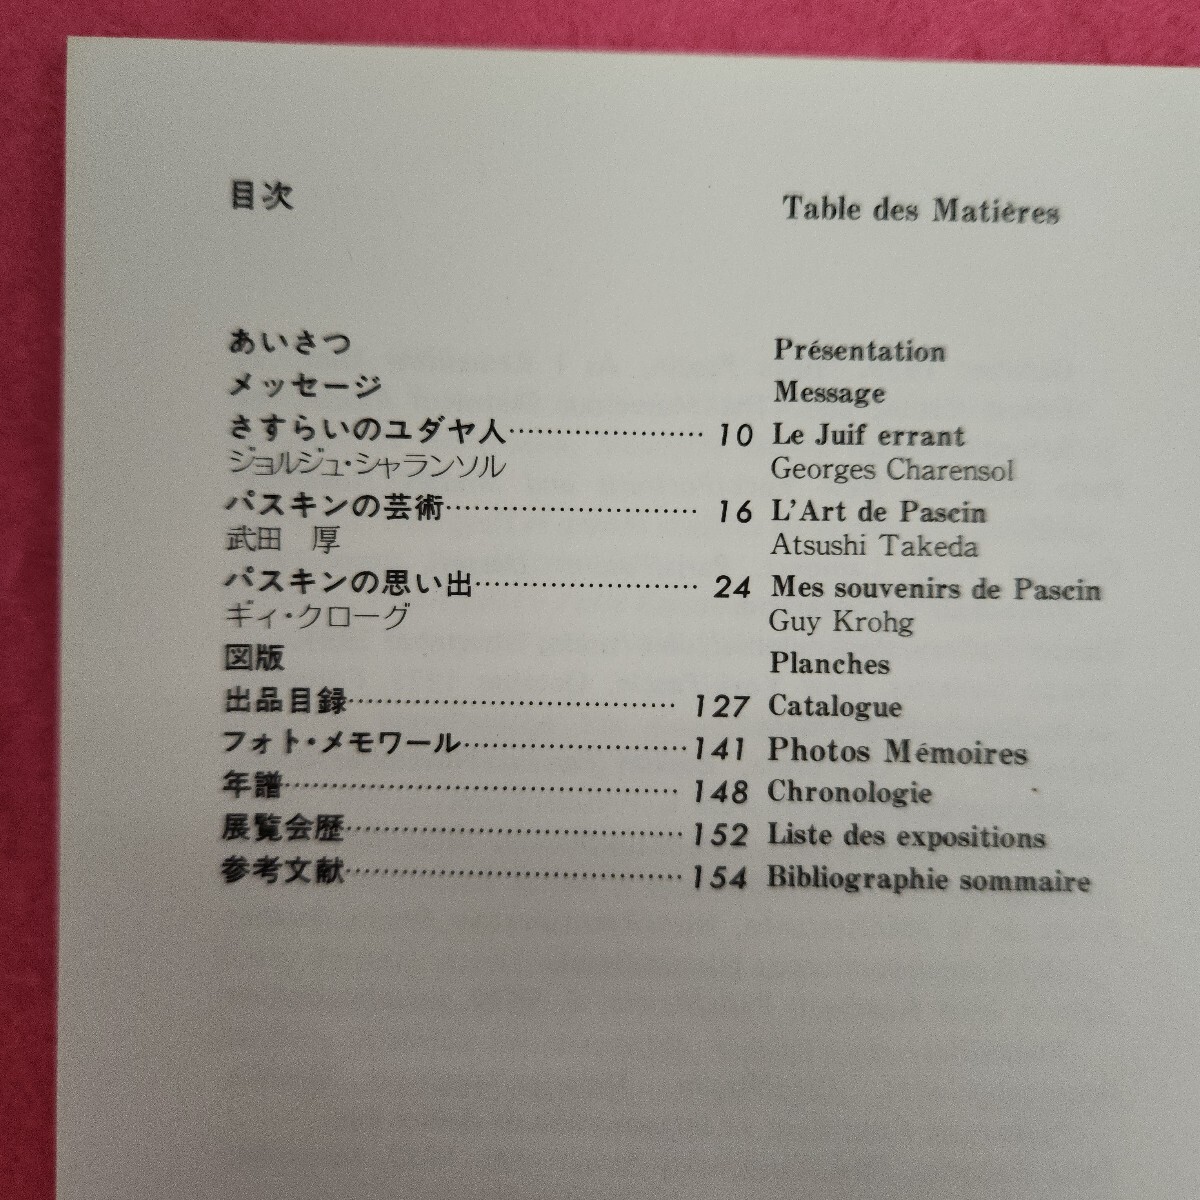 目次 Table des Matières
あいさつ Présentation
メッセージ Message
さすらいのユダヤ人………………… 10 Le Juif errant
ジョルジュ・シャランソル Georges Charensol
パスキンの芸術……………………… 16 L'Art de Pascin
武田 厚 Atsushi Takeda
パスキンの思い出…………………… 24 Mes souvenirs de Pascin
ギィ・クローグ Guy Krohg
図版 Planches
出品目録……………………………… 127 Catalogue
フォト・メモワール…………………… 141 Photos Mémoires
年譜…………………………………… 148 Chronologie
展覧会歴……………………………… 152 Liste des expositions
参考文献……………………………… 154 Bibliographie sommaire